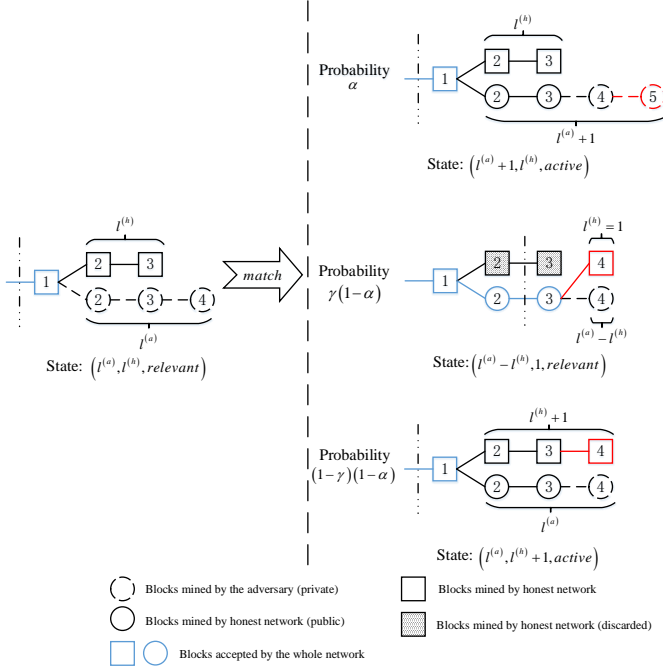 l^(h)
2 3
Probability
α
1
2 3 4 5
l^(a)+1
State: (l^(a)+1, l^(h), active)
l^(h)
2 3
1
2 3 4
l^(a)
State: (l^(a), l^(h), relevant)
match
l^(h)=1
2 3 4
Probability
γ(1−α)
1
2 3 4
l^(a)−l^(h)
State:(l^(a)−l^(h),1,relevant)
l^(h)+1
2 3 4
Probability
(1−γ)(1−α)
1
2 3 4
l^(a)
State: (l^(a), l^(h)+1, active)
Blocks mined by the adversary (private)
Blocks mined by honest network
Blocks mined by honest network (public)
Blocks mined by honest network (discarded)
Blocks accepted by the whole network